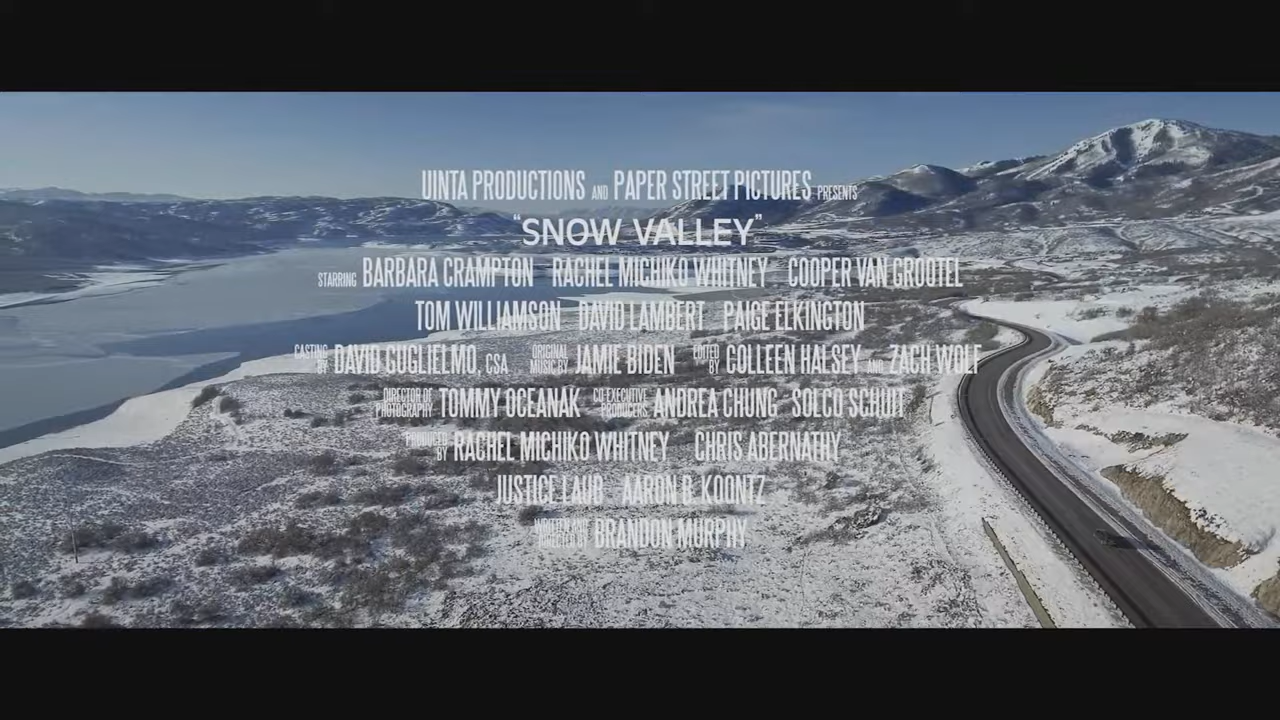 UINTA PRODUCTIONS AND PAPER STREET PICTURES PRESENTS
"SNOW VALLEY"
STARRING BARBARA CRAMPTON RACHEL MICHIKO WHITNEY COOPER VAN GROOTEL
TOM WILLIAMSON DAVID LAMBERT PAIGE ELKINGTON
CASTING BY DAVID GUGLIELMO, CSA ORIGINAL MUSIC BY JAMIE BIDEN EDITED BY COLLEEN HALSEY AND ZACH WOLF
DIRECTOR OF PHOTOGRAPHY TOMMY OCEANAK CO-EXECUTIVE PRODUCERS ANDREA CHUNG SOLCO SCHUIT
PRODUCED BY RACHEL MICHIKO WHITNEY CHRIS ABERNATHY
JUSTICE LAUB AARON B. KOONTZ
WRITTEN AND DIRECTED BY BRANDON MURPHY